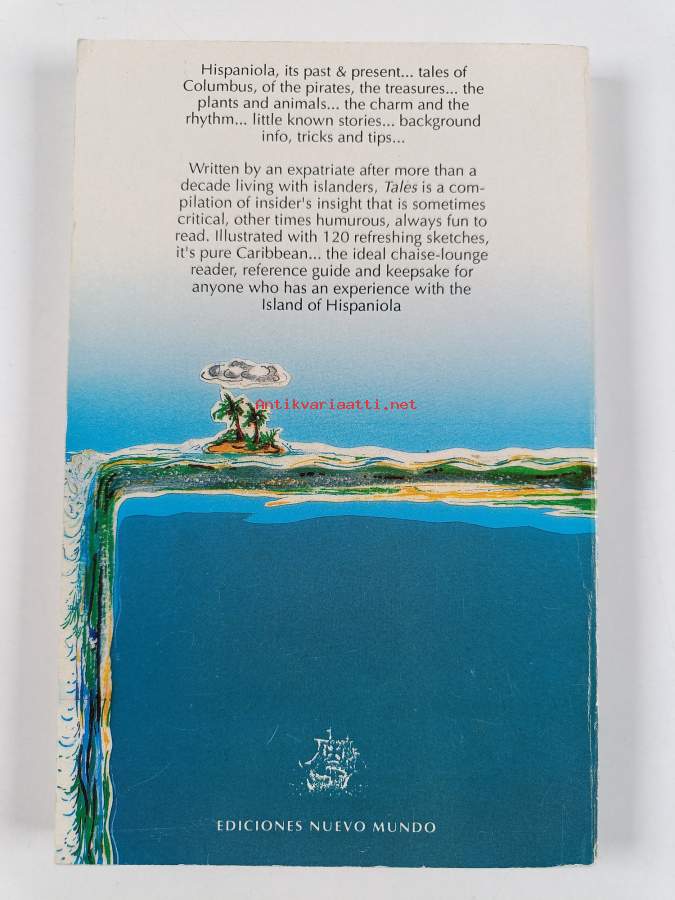 Hispaniola, its past & present... tales of
Columbus, of the pirates, the treasures... the
plants and animals... the charm and the
rhythm... little known stories... background
info, tricks and tips...
Written by an expatriate after more than a
decade living with islanders, Tales is a com-
pilation of insider's insight that is sometimes
critical, other times humurous, always fun to
read. Illustrated with 120 refreshing sketches,
it's pure Caribbean... the ideal chaise-lounge
reader, reference guide and keepsake for
anyone who has an experience with the
Island of Hispaniola
Antikvariaatti.net
EDICIONES NUEVO MUNDO